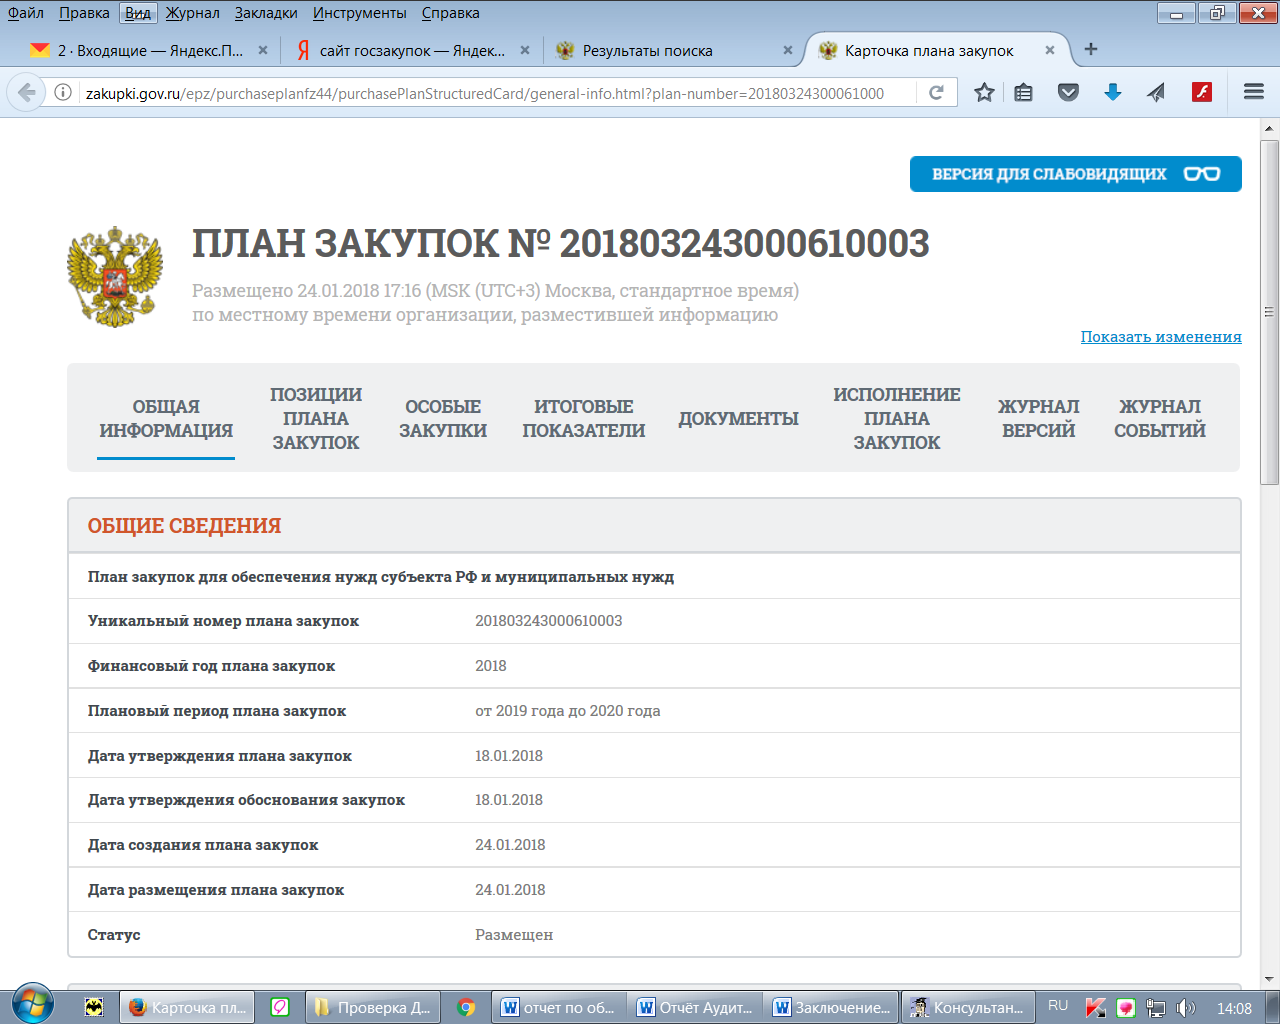 Файл Правка Вид Журнал Закладки Инструменты Справка
2 · Входящие — Яндекс.П... сайт госзакупок — Яндек... Результаты поиска Карточка плана закупок
zakupki.gov.ru/epz/purchaseplanfz44/purchasePlanStructuredCard/general-info.html?plan-number=20180324300061000
ВЕРСИЯ ДЛЯ СЛАБОВИДЯЩИХ
ПЛАН ЗАКУПОК № 201803243000610003
Размещено 24.01.2018 17:16 (MSK (UTC+3) Москва, стандартное время)
по местному времени организации, разместившей информацию
Показать изменения
ОБЩАЯ
ИНФОРМАЦИЯ
ПОЗИЦИИ
ПЛАНА
ЗАКУПОК
ОСОБЫЕ
ЗАКУПКИ
ИТОГОВЫЕ
ПОКАЗАТЕЛИ
ДОКУМЕНТЫ
ИСПОЛНЕНИЕ
ПЛАНА
ЗАКУПОК
ЖУРНАЛ
ВЕРСИЙ
ЖУРНАЛ
СОБЫТИЙ
ОБЩИЕ СВЕДЕНИЯ
План закупок для обеспечения нужд субъекта РФ и муниципальных нужд
Уникальный номер плана закупок 201803243000610003
Финансовый год плана закупок 2018
Плановый период плана закупок от 2019 года до 2020 года
Дата утверждения плана закупок 18.01.2018
Дата утверждения обоснования закупок 18.01.2018
Дата создания плана закупок 24.01.2018
Дата размещения плана закупок 24.01.2018
Статус Размещен
Карточка пл... Проверка Д... отчет по об... Отчёт Аудит... Заключение... Консультан... RU 14:08